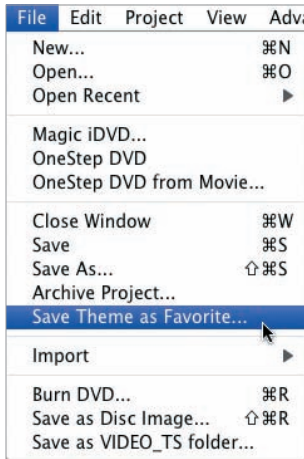 File Edit Project View Adva
New... ⌘N
Open... ⌘O
Open Recent ▶
Magic iDVD...
OneStep DVD
OneStep DVD from Movie...
Close Window ⌘W
Save ⌘S
Save As... ⇧⌘S
Archive Project...
Save Theme as Favorite...
Import ▶
Burn DVD... ⌘R
Save as Disc Image... ⇧⌘R
Save as VIDEO_TS folder...